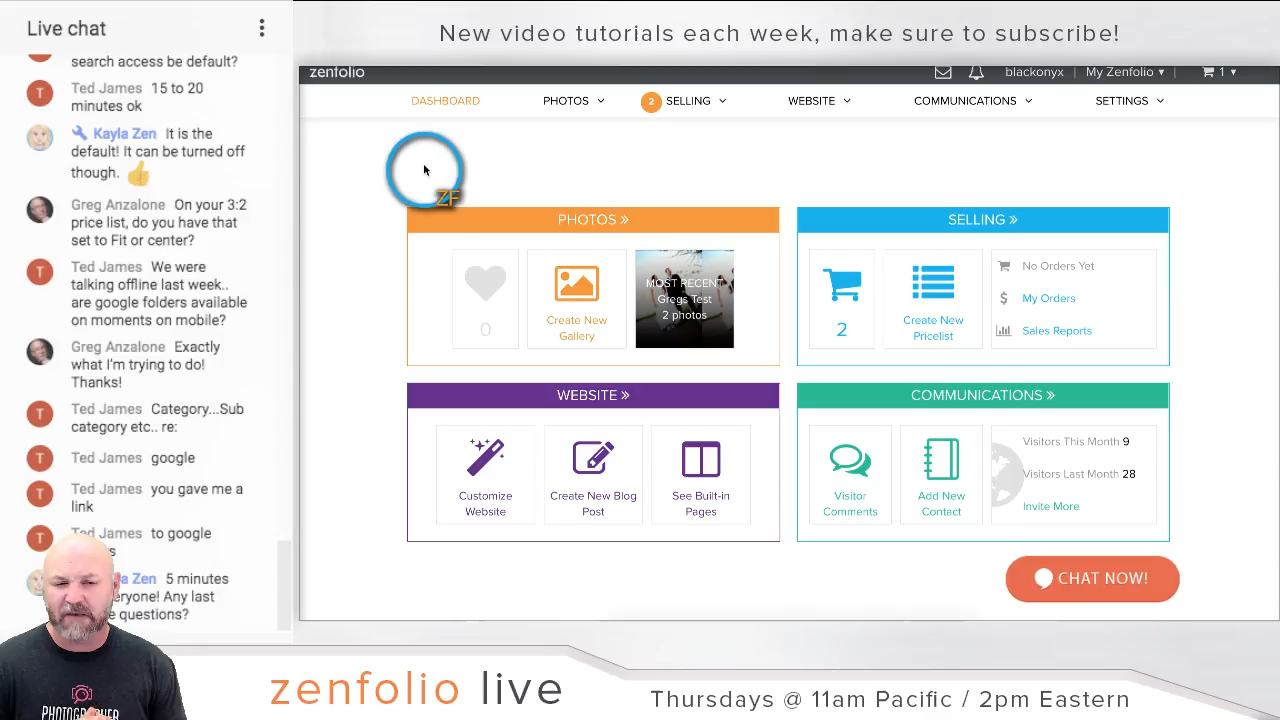 Live chat
New video tutorials each week, make sure to subscribe!
search access be default?
Ted James 15 to 20
minutes ok
Kayla Zen It is the
default! It can be turned off
though.
Greg Anzalone On your 3:2
price list, do you have that
set to Fit or center?
Ted James We were
talking offline last week..
are google folders available
on moments on mobile?
Greg Anzalone Exactly
what I'm trying to do!
Thanks!
Ted James Category...Sub
category etc.. re:
Ted James google
Ted James you gave me a
link
Ted James to google
Zen 5 minutes
Any last
questions?
T
T
T
T
T
T
zenfolio
blackonyx
My Zenfolio
1
DASHBOARD
PHOTOS
2
SELLING
WEBSITE
COMMUNICATIONS
SETTINGS
ZF
PHOTOS »
0
Create New
Gallery
MOST RECENT
Gregs Test
2 photos
SELLING »
2
Create New
Pricelist
No Orders Yet
$ My Orders
Sales Reports
WEBSITE »
Customize
Website
Create New Blog
Post
See Built-in
Pages
COMMUNICATIONS »
Visitor
Comments
Add New
Contact
Visitors This Month 9
Visitors Last Month 28
Invite More
CHAT NOW!
PHOTOGRAPHER
zenfolio live
Thursdays @ 11am Pacific / 2pm Eastern